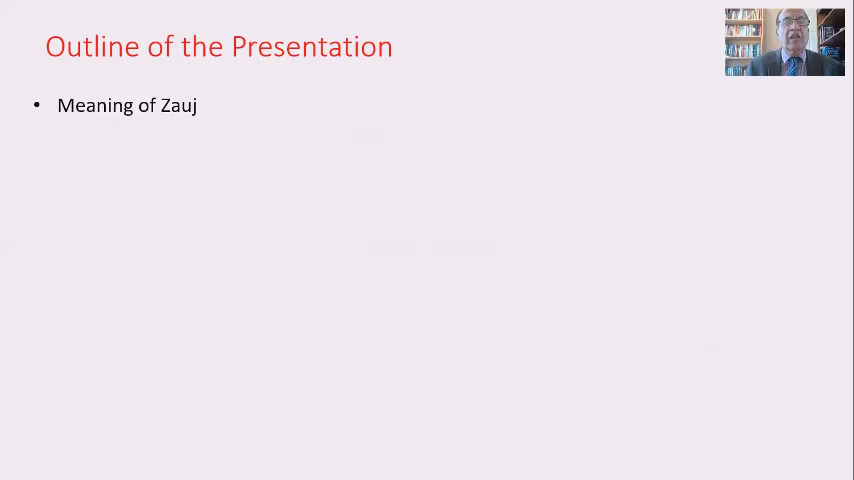 Outline of the Presentation
• Meaning of Zauj